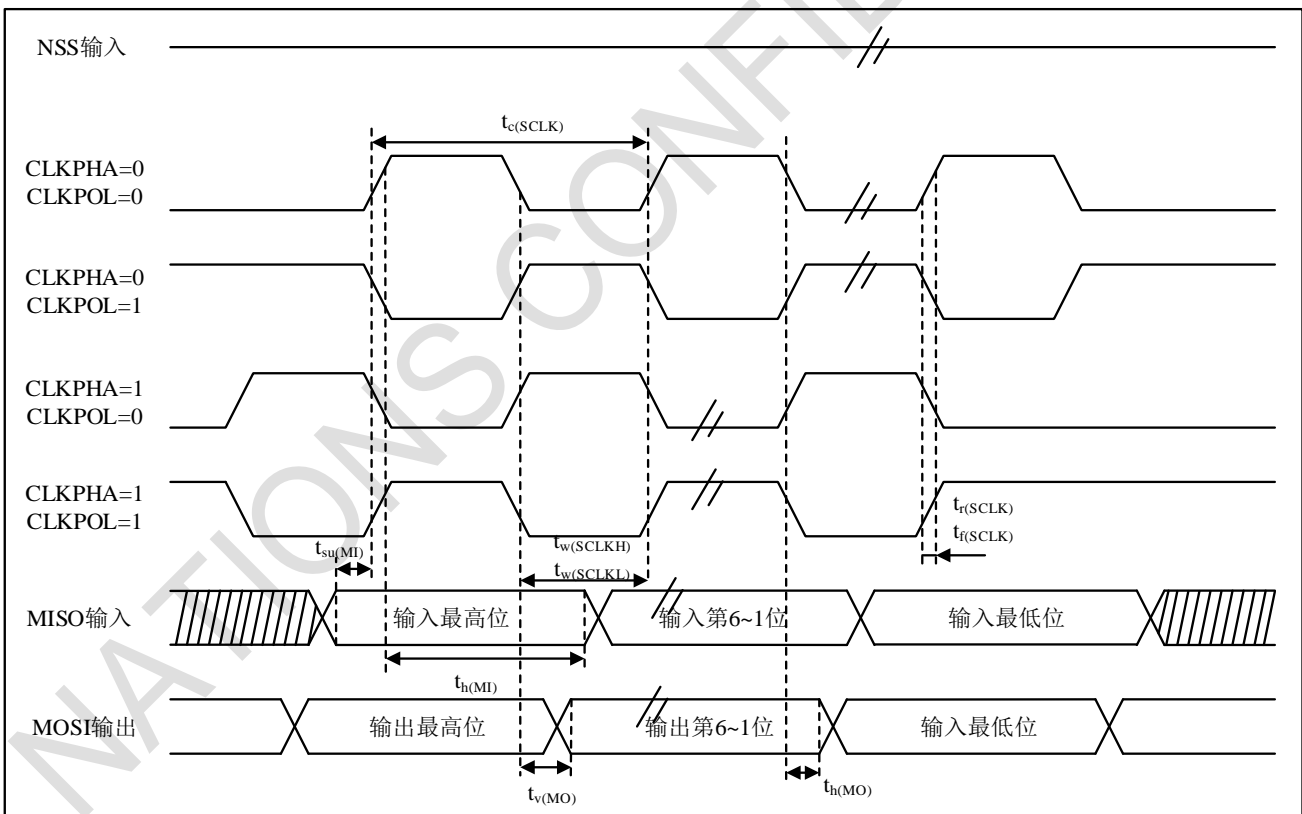 NSS输入
tc(SCLK)
CLKPHA=0
CLKPOL=0
CLKPHA=0
CLKPOL=1
CLKPHA=1
CLKPOL=0
CLKPHA=1
CLKPOL=1
tr(SCLK)
tf(SCLK)
tsu(MI)
tw(SCLKH)
tw(SCLKL)
MISO输入
输入最高位
输入第6~1位
输入最低位
th(MI)
MOSI输出
输出最高位
输出第6~1位
输入最低位
tv(MO)
th(MO)
NATIONS CONFI